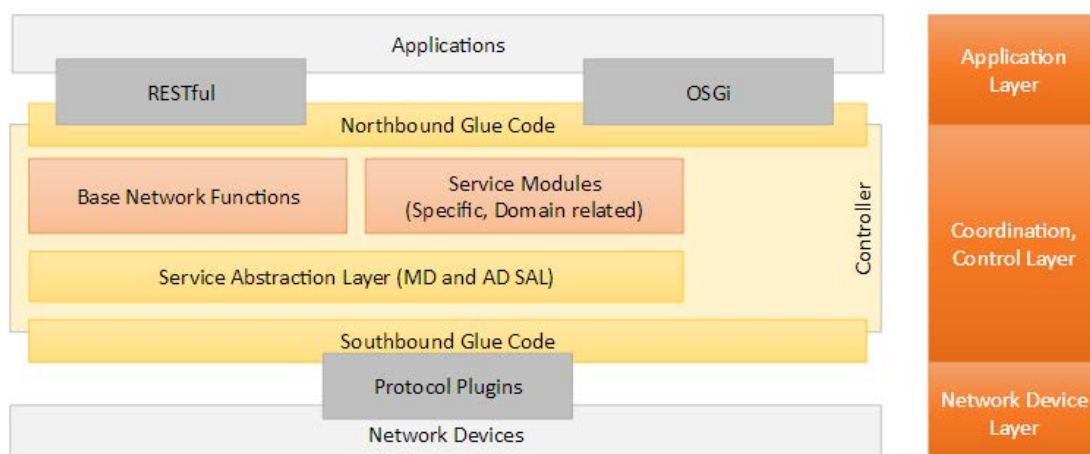 Applications
RESTful
OSGi
Northbound Glue Code
Base Network Functions
Service Modules
(Specific, Domain related)
Service Abstraction Layer (MD and AD SAL)
Controller
Southbound Glue Code
Protocol Plugins
Network Devices
Application
Layer
Coordination,
Control Layer
Network Device
Layer